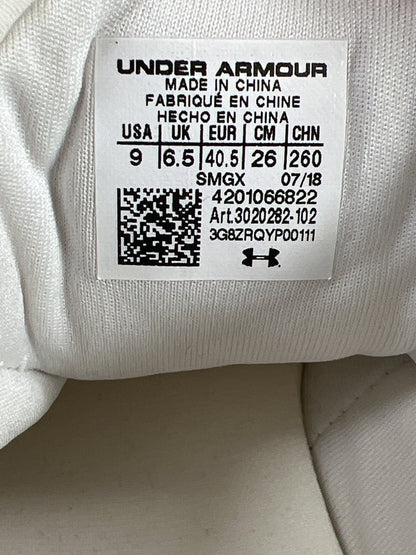 UNDER ARMOUR
MADE IN CHINA
FABRIQUÉ EN CHINE
HECHO EN CHINA
USA UK EUR CM CHN
9 6.5 40.5 26 260
SMGX 07/18
4201066822
Art.3020282-102
3G8ZRQYP00111